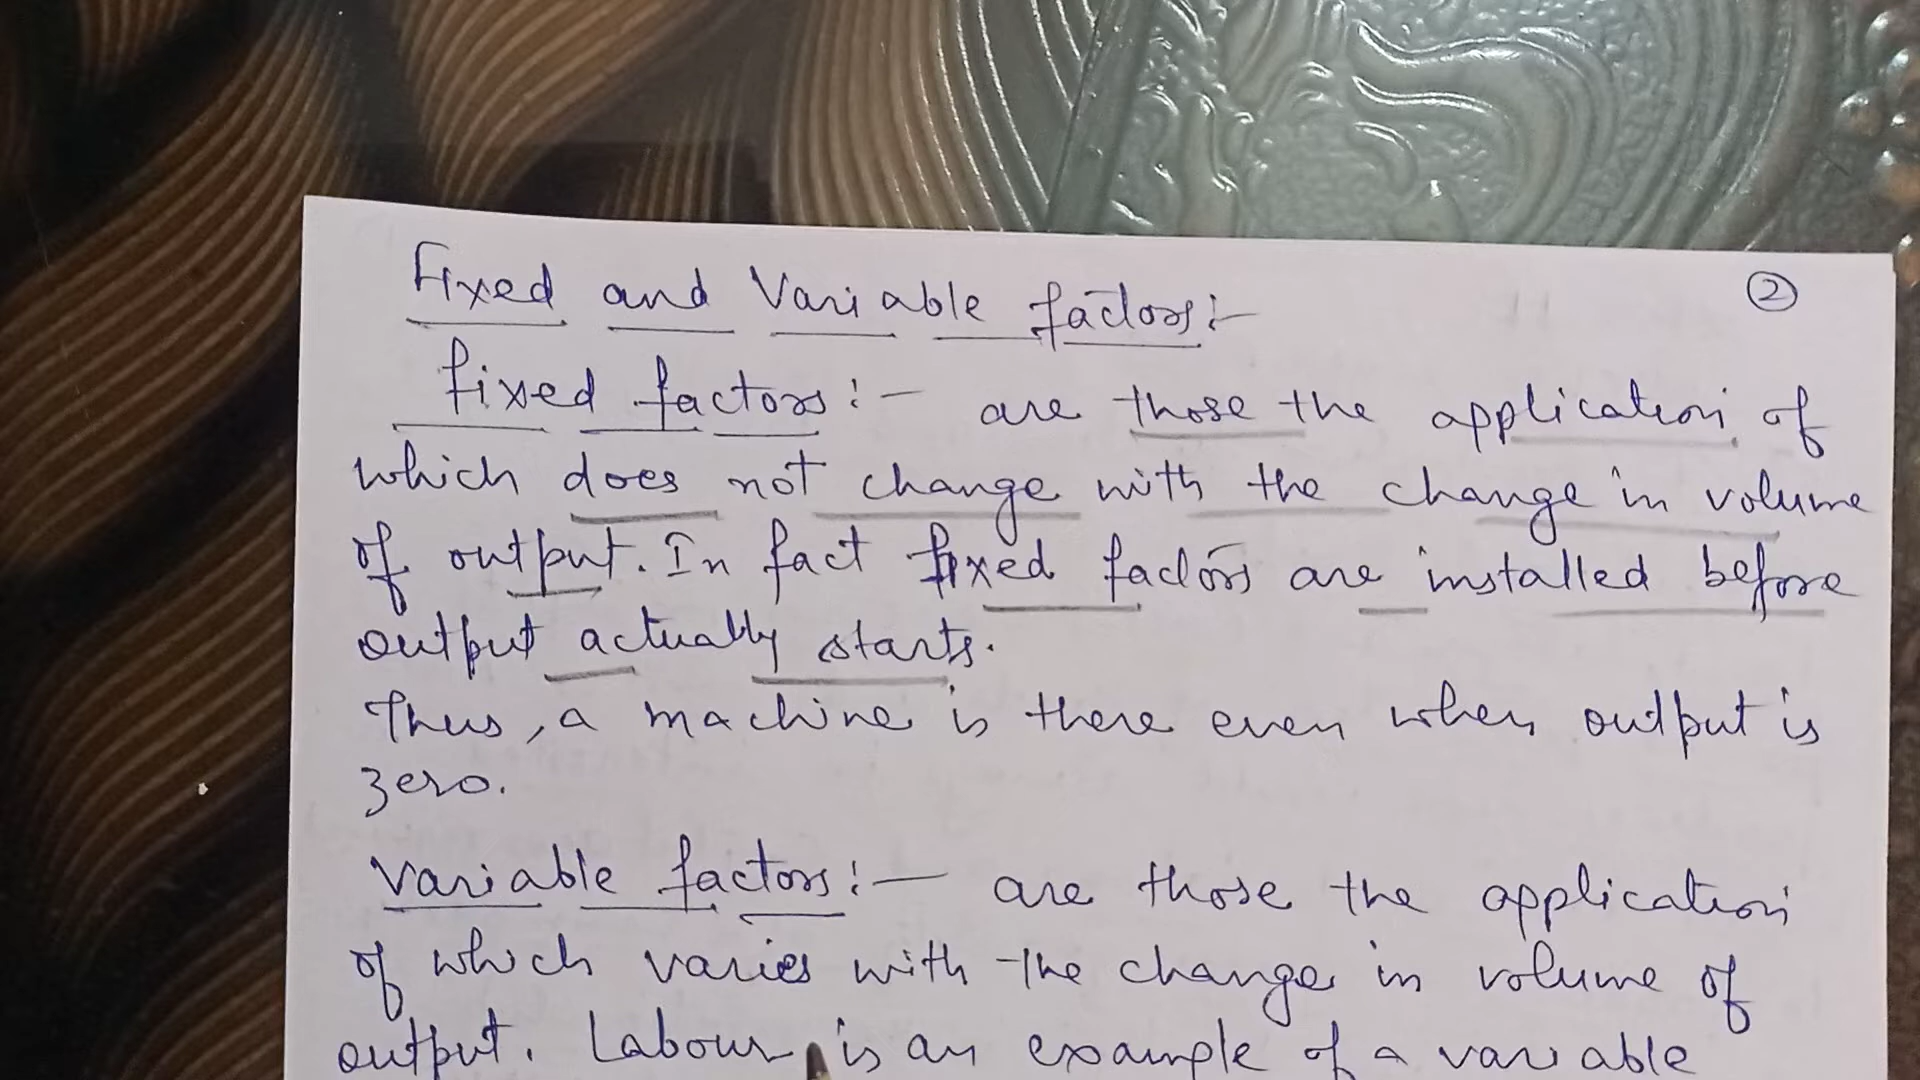 Fixed and Variable factors:-
②
fixed factors:- are those the application of
which does not change with the change in volume
of output. In fact fixed factors are installed before
output actually starts.
Thus, a machine is there even when output is
zero.
Variable factors:- are those the application
of which varies with the change in volume of
output. Labour is an example of a variable